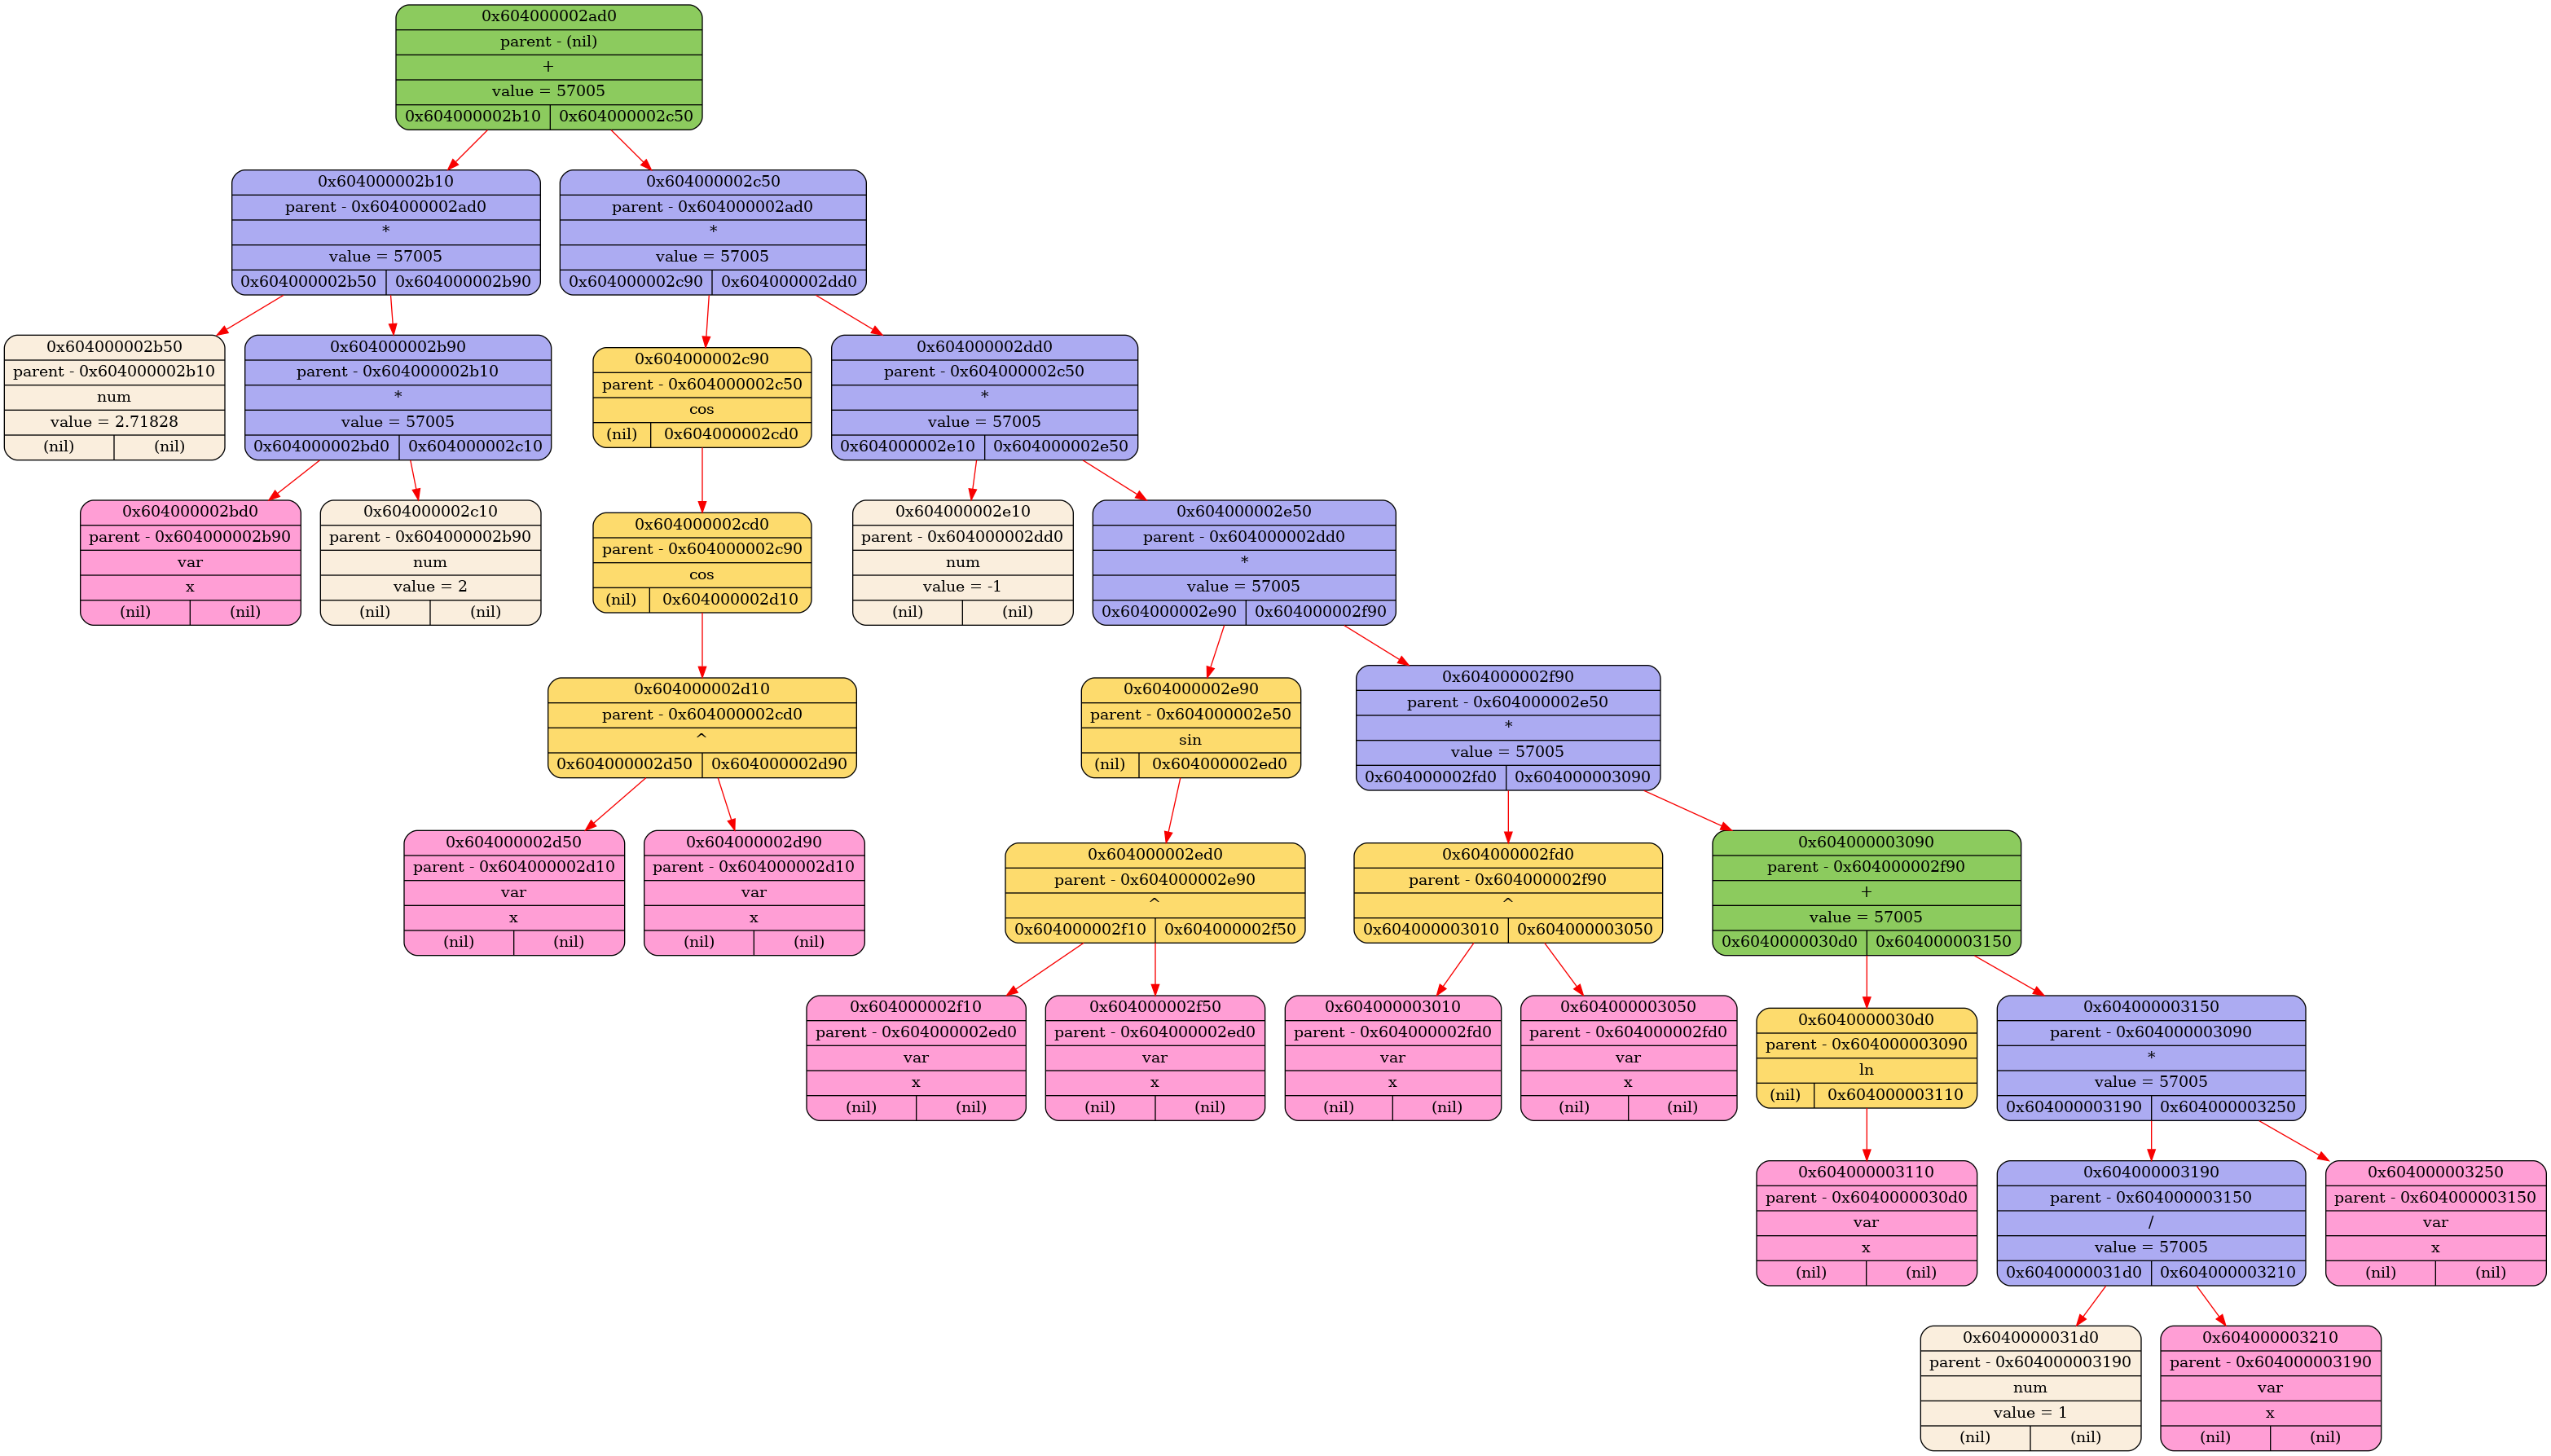 0x604000002ad0
parent - (nil)
+
value = 57005
0x604000002b10 0x604000002c50
0x604000002b10
parent - 0x604000002ad0
*
value = 57005
0x604000002b50 0x604000002b90
0x604000002c50
parent - 0x604000002ad0
*
value = 57005
0x604000002c90 0x604000002dd0
0x604000002b50
parent - 0x604000002b10
num
value = 2.71828
(nil) (nil)
0x604000002b90
parent - 0x604000002b10
*
value = 57005
0x604000002bd0 0x604000002c10
0x604000002c90
parent - 0x604000002c50
cos
(nil) 0x604000002cd0
0x604000002dd0
parent - 0x604000002c50
*
value = 57005
0x604000002e10 0x604000002e50
0x604000002bd0
parent - 0x604000002b90
var
x
(nil) (nil)
0x604000002c10
parent - 0x604000002b90
num
value = 2
(nil) (nil)
0x604000002cd0
parent - 0x604000002c90
cos
(nil) 0x604000002d10
0x604000002e10
parent - 0x604000002dd0
num
value = -1
(nil) (nil)
0x604000002e50
parent - 0x604000002dd0
*
value = 57005
0x604000002e90 0x604000002f90
0x604000002d10
parent - 0x604000002cd0
^
0x604000002d50 0x604000002d90
0x604000002e90
parent - 0x604000002e50
sin
(nil) 0x604000002ed0
0x604000002f90
parent - 0x604000002e50
*
value = 57005
0x604000002fd0 0x604000003090
0x604000002d50
parent - 0x604000002d10
var
x
(nil) (nil)
0x604000002d90
parent - 0x604000002d10
var
x
(nil) (nil)
0x604000002ed0
parent - 0x604000002e90
^
0x604000002f10 0x604000002f50
0x604000002fd0
parent - 0x604000002f90
^
0x604000003010 0x604000003050
0x604000003090
parent - 0x604000002f90
+
value = 57005
0x6040000030d0 0x604000003150
0x604000002f10
parent - 0x604000002ed0
var
x
(nil) (nil)
0x604000002f50
parent - 0x604000002ed0
var
x
(nil) (nil)
0x604000003010
parent - 0x604000002fd0
var
x
(nil) (nil)
0x604000003050
parent - 0x604000002fd0
var
x
(nil) (nil)
0x6040000030d0
parent - 0x604000003090
ln
(nil) 0x604000003110
0x604000003150
parent - 0x604000003090
*
value = 57005
0x604000003190 0x604000003250
0x604000003110
parent - 0x6040000030d0
var
x
(nil) (nil)
0x604000003190
parent - 0x604000003150
/
value = 57005
0x6040000031d0 0x604000003210
0x604000003250
parent - 0x604000003150
var
x
(nil) (nil)
0x6040000031d0
parent - 0x604000003190
num
value = 1
(nil) (nil)
0x604000003210
parent - 0x604000003190
var
x
(nil) (nil)